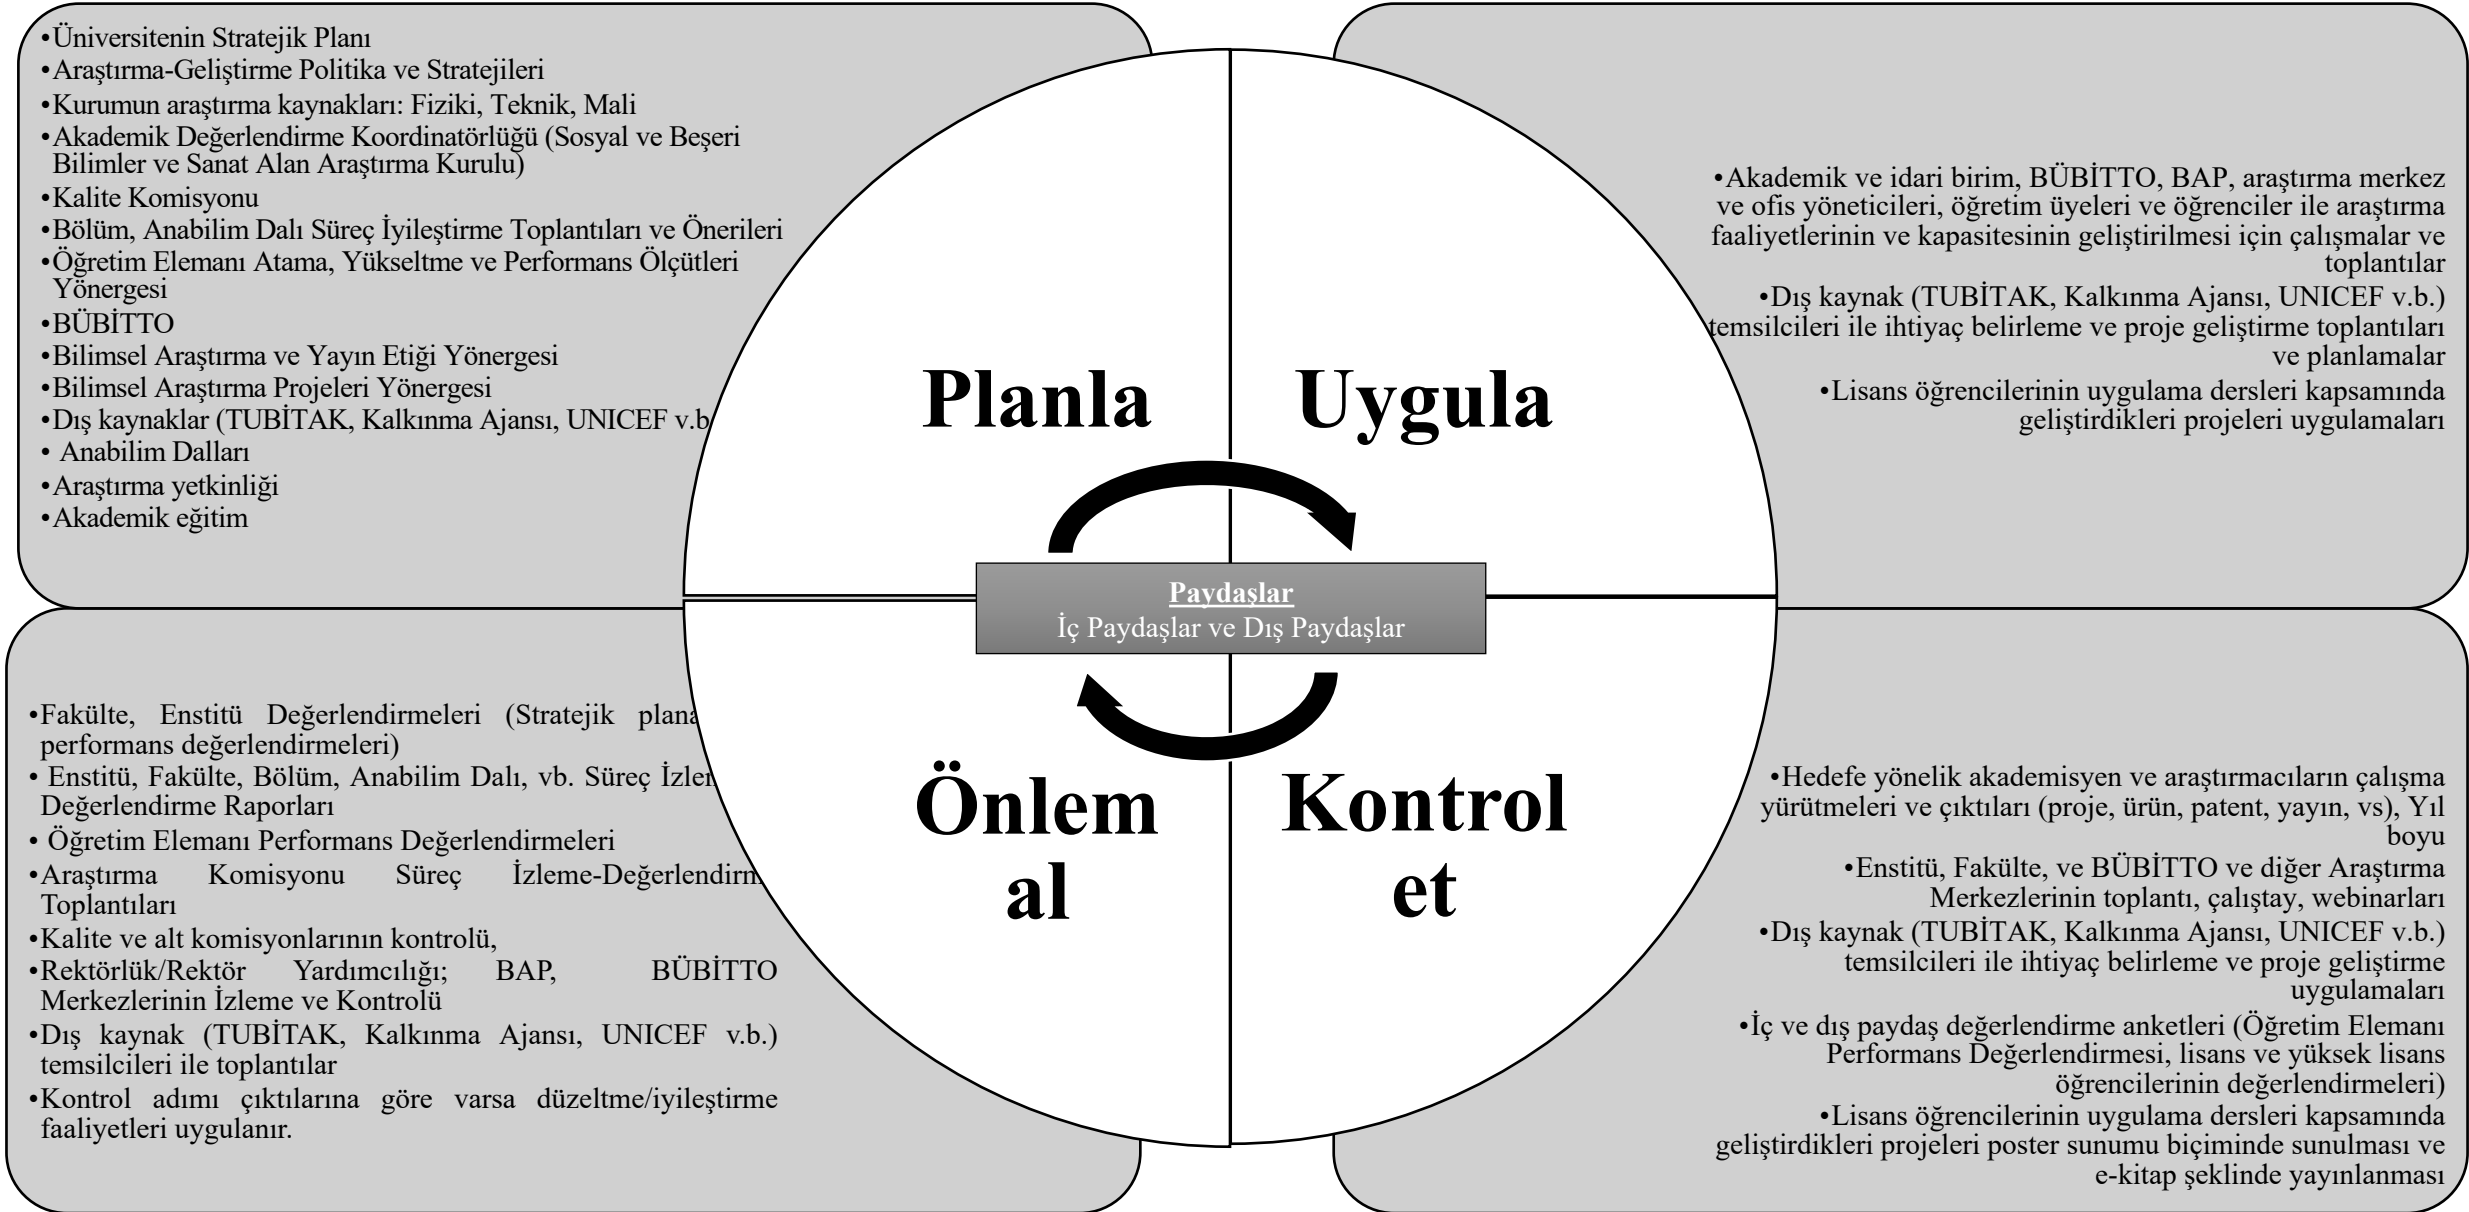 •Üniversitenin Stratejik Planı
•Araştırma-Geliştirme Politika ve Stratejileri
•Kurumun araştırma kaynakları: Fiziki, Teknik, Mali
•Akademik Değerlendirme Koordinatörlüğü (Sosyal ve Beşeri
Bilimler ve Sanat Alan Araştırma Kurulu)
•Kalite Komisyonu
•Bölüm, Anabilim Dalı Süreç İyileştirme Toplantıları ve Önerileri
•Öğretim Elemanı Atama, Yükseltme ve Performans Ölçütleri
Yönergesi
•BÜBİTTO
•Bilimsel Araştırma ve Yayın Etiği Yönergesi
•Bilimsel Araştırma Projeleri Yönergesi
•Dış kaynaklar (TUBİTAK, Kalkınma Ajansı, UNICEF v.b
• Anabilim Dalları
•Araştırma yetkinliği
•Akademik eğitim
•Akademik ve idari birim, BÜBİTTO, BAP, araştırma merkez
ve ofis yöneticileri, öğretim üyeleri ve öğrenciler ile araştırma
faaliyetlerinin ve kapasitesinin geliştirilmesi için çalışmalar ve
toplantılar
•Dış kaynak (TUBİTAK, Kalkınma Ajansı, UNICEF v.b.)
temsilcileri ile ihtiyaç belirleme ve proje geliştirme toplantıları
ve planlamalar
•Lisans öğrencilerinin uygulama dersleri kapsamında
geliştirdikleri projeleri uygulamaları
Planla
Uygula
Paydaşlar
İç Paydaşlar ve Dış Paydaşlar
Önlem
al
Kontrol
et
•Fakülte, Enstitü Değerlendirmeleri (Stratejik
performans değerlendirmeleri)
• Enstitü, Fakülte, Bölüm, Anabilim Dalı, vb. Süreç
Değerlendirme Raporları
• Öğretim Elemanı Performans Değerlendirmeleri
•Araştırma Komisyonu Süreç
Toplantıları
•Kalite ve alt komisyonlarının kontrolü,
•Rektörlük/Rektör Yardımcılığı; BAP, BÜBİTTO
Merkezlerinin İzleme ve Kontrolü
•Dış kaynak (TUBİTAK, Kalkınma Ajansı, UNICEF v.b.)
temsilcileri ile toplantılar
•Kontrol adımı çıktılarına göre varsa düzeltme/iyileştirme
faaliyetleri uygulanır.
•Hedefe yönelik akademisyen ve araştırmacıların çalışma
yürütmeleri ve çıktıları (proje, ürün, patent, yayın, vs), Yıl
boyu
•Enstitü, Fakülte, ve BÜBİTTO ve diğer Araştırma
Merkezlerinin toplantı, çalıştay, webinarları
•Dış kaynak (TUBİTAK, Kalkınma Ajansı, UNICEF v.b.)
temsilcileri ile ihtiyaç belirleme ve proje geliştirme
uygulamaları
•İç ve dış paydaş değerlendirme anketleri (Öğretim Elemanı
Performans Değerlendirmesi, lisans ve yüksek lisans
öğrencilerinin değerlendirmeleri)
•Lisans öğrencilerinin uygulama dersleri kapsamında
geliştirdikleri projeleri poster sunumu biçiminde sunulması ve
e-kitap şeklinde yayınlanması